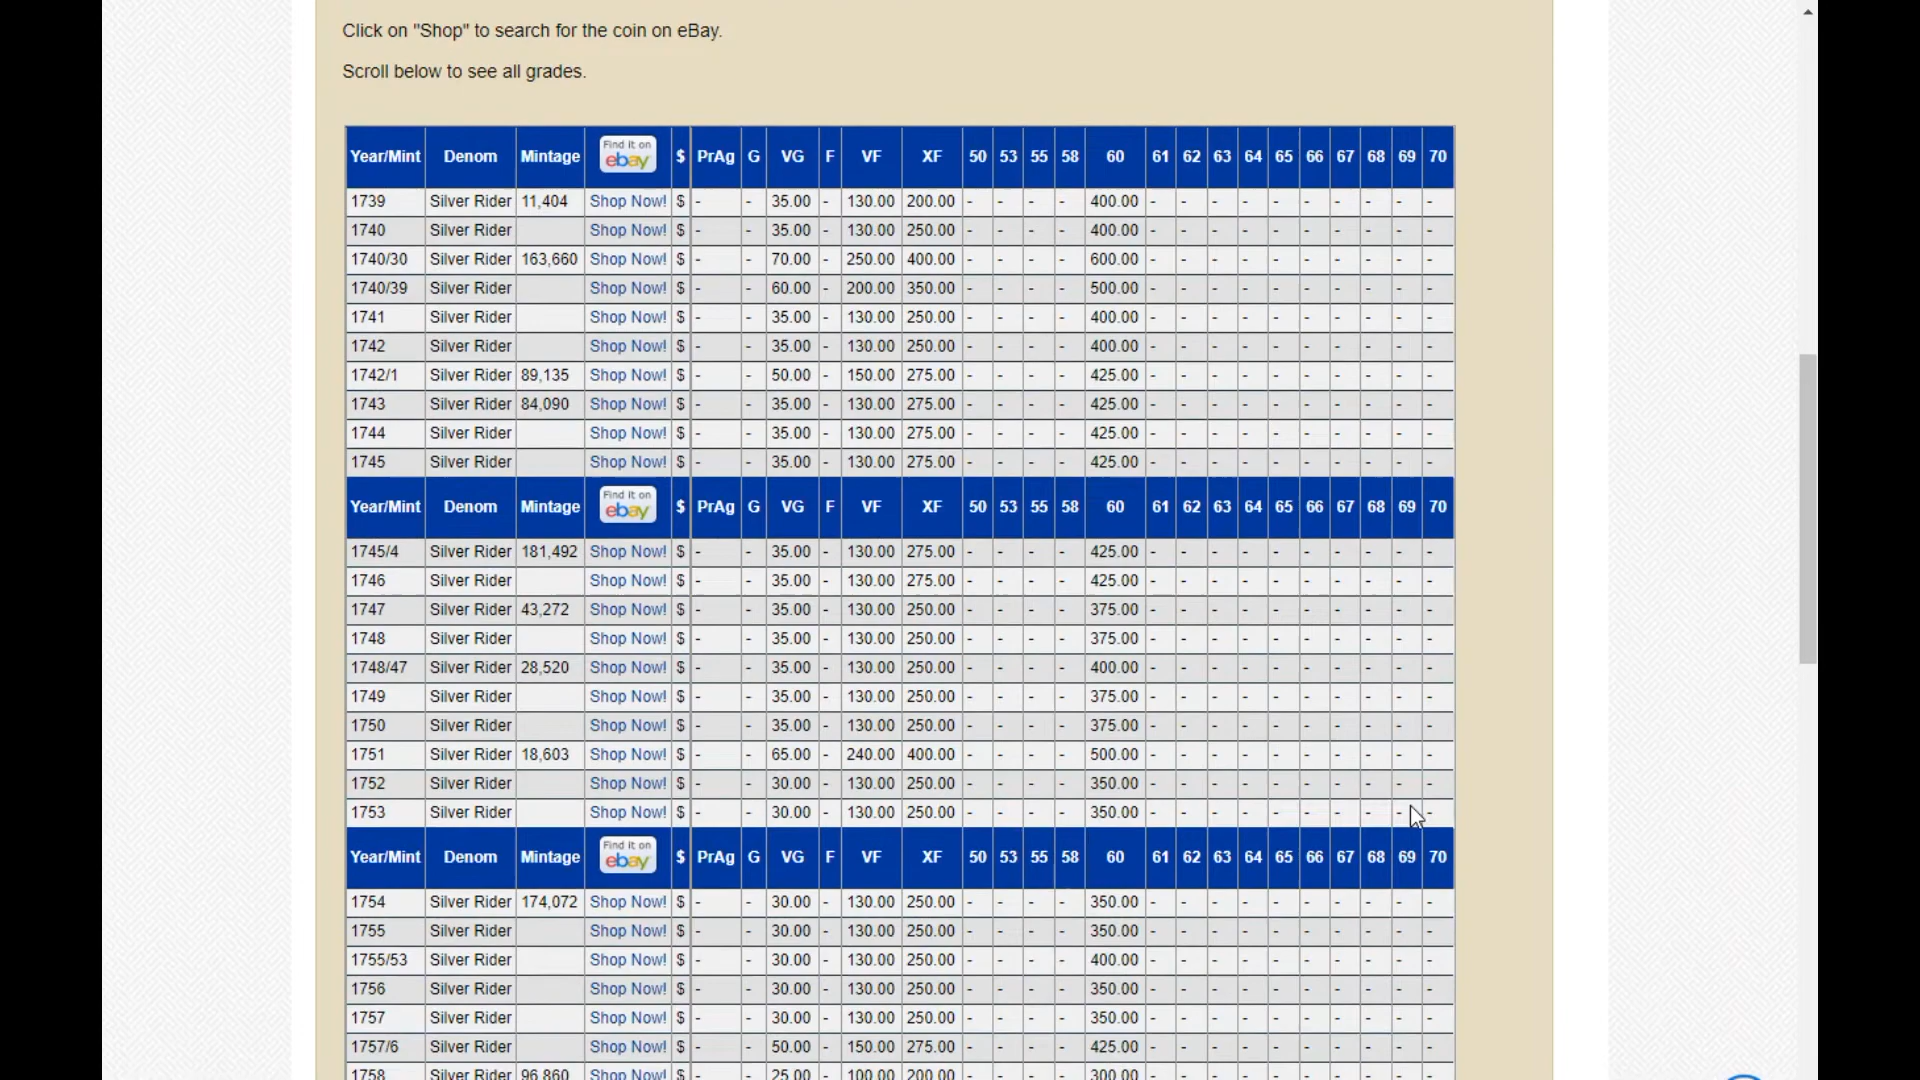 Click on "Shop" to search for the coin on eBay.
Scroll below to see all grades.
Year/Mint Denom Mintage Find it on ebay $ PrAg G VG F VF XF 50 53 55 58 60 61 62 63 64 65 66 67 68 69 70
1739 Silver Rider 11,404 Shop Now! $ - - 35.00 - 130.00 200.00 - - - - 400.00 - - - - - - - - - -
1740 Silver Rider Shop Now! $ - - 35.00 - 130.00 250.00 - - - - 400.00 - - - - - - - - - -
1740/30 Silver Rider 163,660 Shop Now! $ - - 70.00 - 250.00 400.00 - - - - 600.00 - - - - - - - - - -
1740/39 Silver Rider Shop Now! $ - - 60.00 - 200.00 350.00 - - - - 500.00 - - - - - - - - - -
1741 Silver Rider Shop Now! $ - - 35.00 - 130.00 250.00 - - - - 400.00 - - - - - - - - - -
1742 Silver Rider Shop Now! $ - - 35.00 - 130.00 250.00 - - - - 400.00 - - - - - - - - - -
1742/1 Silver Rider 89,135 Shop Now! $ - - 50.00 - 150.00 275.00 - - - - 425.00 - - - - - - - - - -
1743 Silver Rider 84,090 Shop Now! $ - - 35.00 - 130.00 275.00 - - - - 425.00 - - - - - - - - - -
1744 Silver Rider Shop Now! $ - - 35.00 - 130.00 275.00 - - - - 425.00 - - - - - - - - - -
1745 Silver Rider Shop Now! $ - - 35.00 - 130.00 275.00 - - - - 425.00 - - - - - - - - - -
Year/Mint Denom Mintage Find it on ebay $ PrAg G VG F VF XF 50 53 55 58 60 61 62 63 64 65 66 67 68 69 70
1745/4 Silver Rider 181,492 Shop Now! $ - - 35.00 - 130.00 275.00 - - - - 425.00 - - - - - - - - - -
1746 Silver Rider Shop Now! $ - - 35.00 - 130.00 275.00 - - - - 425.00 - - - - - - - - - -
1747 Silver Rider 43,272 Shop Now! $ - - 35.00 - 130.00 250.00 - - - - 375.00 - - - - - - - - - -
1748 Silver Rider Shop Now! $ - - 35.00 - 130.00 250.00 - - - - 375.00 - - - - - - - - - -
1748/47 Silver Rider 28,520 Shop Now! $ - - 35.00 - 130.00 250.00 - - - - 400.00 - - - - - - - - - -
1749 Silver Rider Shop Now! $ - - 35.00 - 130.00 250.00 - - - - 375.00 - - - - - - - - - -
1750 Silver Rider Shop Now! $ - - 35.00 - 130.00 250.00 - - - - 375.00 - - - - - - - - - -
1751 Silver Rider 18,603 Shop Now! $ - - 65.00 - 240.00 400.00 - - - - 500.00 - - - - - - - - - -
1752 Silver Rider Shop Now! $ - - 30.00 - 130.00 250.00 - - - - 350.00 - - - - - - - - - -
1753 Silver Rider Shop Now! $ - - 30.00 - 130.00 250.00 - - - - 350.00 - - - - - - - - - -
Year/Mint Denom Mintage Find it on ebay $ PrAg G VG F VF XF 50 53 55 58 60 61 62 63 64 65 66 67 68 69 70
1754 Silver Rider 174,072 Shop Now! $ - - 30.00 - 130.00 250.00 - - - - 350.00 - - - - - - - - - -
1755 Silver Rider Shop Now! $ - - 30.00 - 130.00 250.00 - - - - 350.00 - - - - - - - - - -
1755/53 Silver Rider Shop Now! $ - - 30.00 - 130.00 250.00 - - - - 400.00 - - - - - - - - - -
1756 Silver Rider Shop Now! $ - - 30.00 - 130.00 250.00 - - - - 350.00 - - - - - - - - - -
1757 Silver Rider Shop Now! $ - - 30.00 - 130.00 250.00 - - - - 350.00 - - - - - - - - - -
1757/6 Silver Rider Shop Now! $ - - 50.00 - 150.00 275.00 - - - - 425.00 - - - - - - - - - -
1758 Silver Rider 96,860 Shop Now! $ - - 25.00 - 100.00 200.00 - - - - 300.00 - - - - - - - - - -